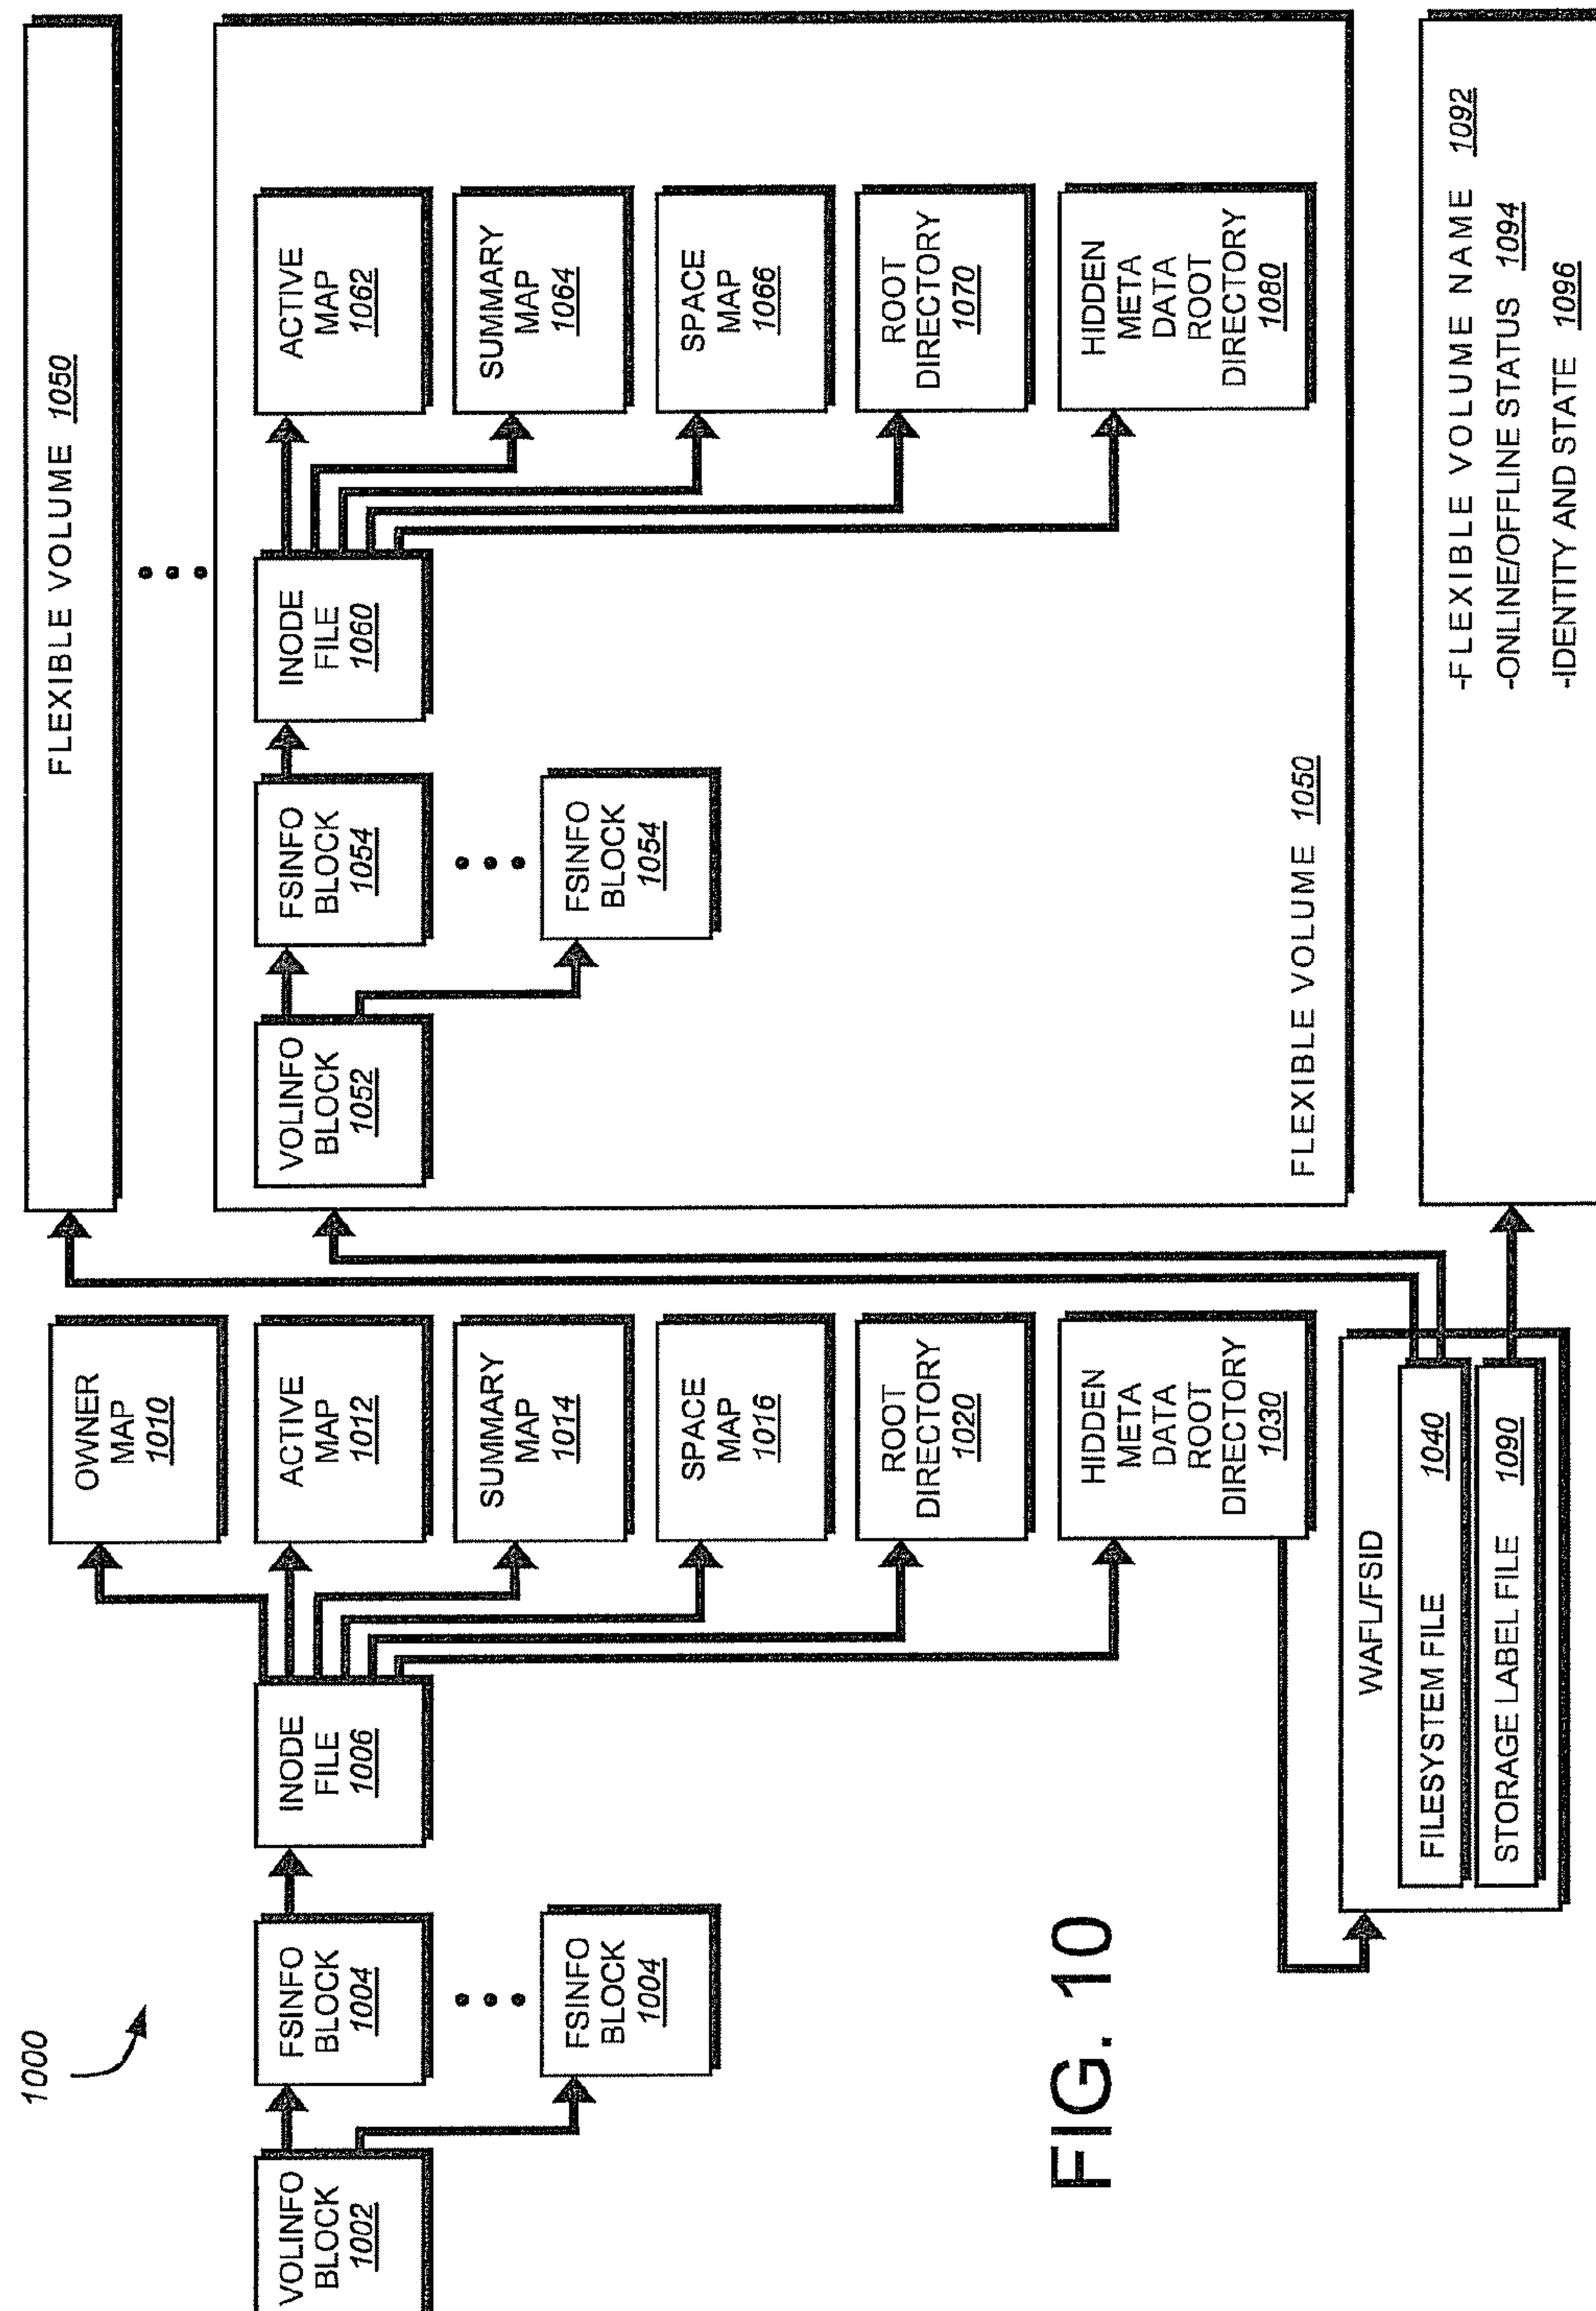 1000
VOLINFO
BLOCK
1002
FSINFO
BLOCK
1004
FSINFO
BLOCK
1004
INODE
FILE
1006
OWNER
MAP
1010
ACTIVE
MAP
1012
SUMMARY
MAP
1014
SPACE
MAP
1016
ROOT
DIRECTORY
1020
HIDDEN
META
DATA
ROOT
DIRECTORY
1030
WAFL/FSID
FILESYSTEM FILE 1040
STORAGE LABEL FILE 1090
FLEXIBLE VOLUME 1050
VOLINFO
BLOCK
1052
FSINFO
BLOCK
1054
FSINFO
BLOCK
1054
INODE
FILE
1060
ACTIVE
MAP
1062
SUMMARY
MAP
1064
SPACE
MAP
1066
ROOT
DIRECTORY
1070
HIDDEN
META
DATA
ROOT
DIRECTORY
1080
FLEXIBLE VOLUME 1050
-FLEXIBLE VOLUME NAME 1092
-ONLINE/OFFLINE STATUS 1094
-IDENTITY AND STATE 1096
FIG. 10